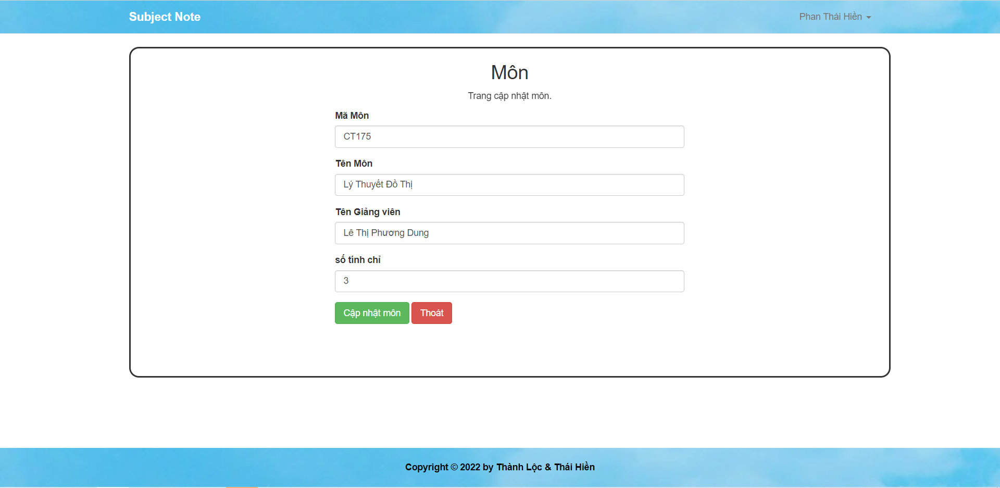 Subject Note
Phan Thái Hiền
Môn
Trang cập nhật môn.
Mã Môn
CT175
Tên Môn
Lý Thuyết Đồ Thị
Tên Giảng viên
Lê Thị Phương Dung
số tính chỉ
3
Cập nhật môn Thoát
Copyright © 2022 by Thành Lộc & Thái Hiền